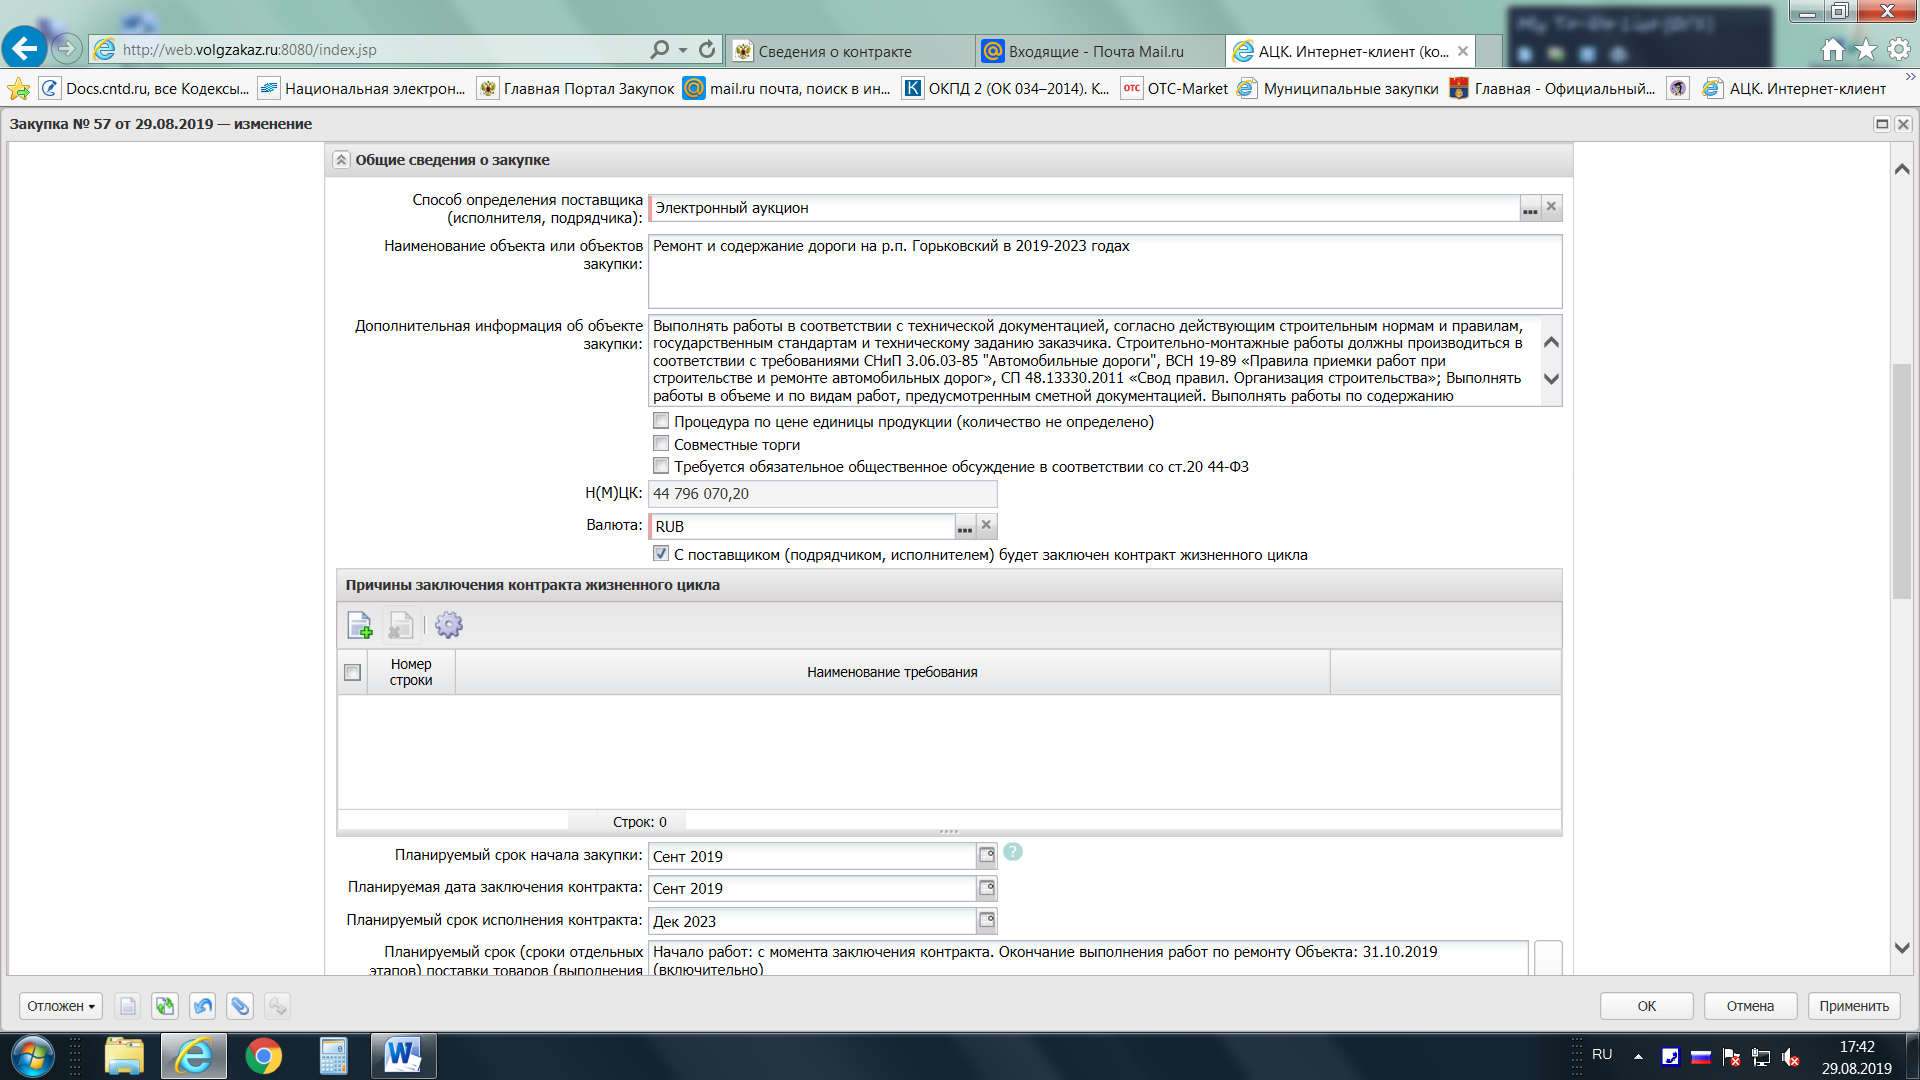 http://web.volgzakaz.ru:8080/index.jsp
Сведения о контракте
Входящие - Почта Mail.ru
АЦК. Интернет-клиент (ко...
Docs.cntd.ru, все Кодексы...
Национальная электрон...
Главная Портал Закупок
mail.ru почта, поиск в ин...
ОКПД 2 (ОК 034–2014). К...
ОТС-Market
Муниципальные закупки
Главная - Официальный...
АЦК. Интернет-клиент
Закупка № 57 от 29.08.2019 — изменение
Общие сведения о закупке
Способ определения поставщика
(исполнителя, подрядчика):
Электронный аукцион
Наименование объекта или объектов
закупки:
Ремонт и содержание дороги на р.п. Горьковский в 2019-2023 годах
Дополнительная информация об объекте
закупки:
Выполнять работы в соответствии с технической документацией, согласно действующим строительным нормам и правилам,
государственным стандартам и техническому заданию заказчика. Строительно-монтажные работы должны производиться в
соответствии с требованиями СНиП 3.06.03-85 "Автомобильные дороги", ВСН 19-89 «Правила приемки работ при
строительстве и ремонте автомобильных дорог», СП 48.13330.2011 «Свод правил. Организация строительства»; Выполнять
работы в объеме и по видам работ, предусмотренным сметной документацией. Выполнять работы по содержанию
Процедура по цене единицы продукции (количество не определено)
Совместные торги
Требуется обязательное общественное обсуждение в соответствии со ст.20 44-ФЗ
Н(М)ЦК:
44 796 070,20
Валюта:
RUB
С поставщиком (подрядчиком, исполнителем) будет заключен контракт жизненного цикла
Причины заключения контракта жизненного цикла
Номер
строки
Наименование требования
Строк: 0
Планируемый срок начала закупки:
Сент 2019
Планируемая дата заключения контракта:
Сент 2019
Планируемый срок исполнения контракта:
Дек 2023
Планируемый срок (сроки отдельных
этапов) поставки товаров (выполнения
Начало работ: с момента заключения контракта. Окончание выполнения работ по ремонту Объекта: 31.10.2019
(включительно)
Отложен
ОК
Отмена
Применить
RU
17:42
29.08.2019